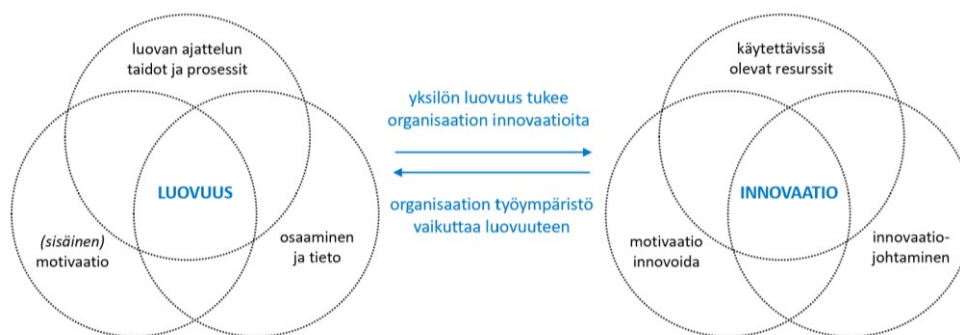 luovan ajattelun
taidot ja prosessit
LUOVUUS
(sisäinen)
motivaatio
osaaminen
ja tieto
yksilön luovuus tukee
organisaation innovaatioita
organisaation työympäristö
vaikuttaa luovuuteen
käytettävissä
olevat resurssit
INNOVAATIO
motivaatio
innovoida
innovaatio-
johtaminen